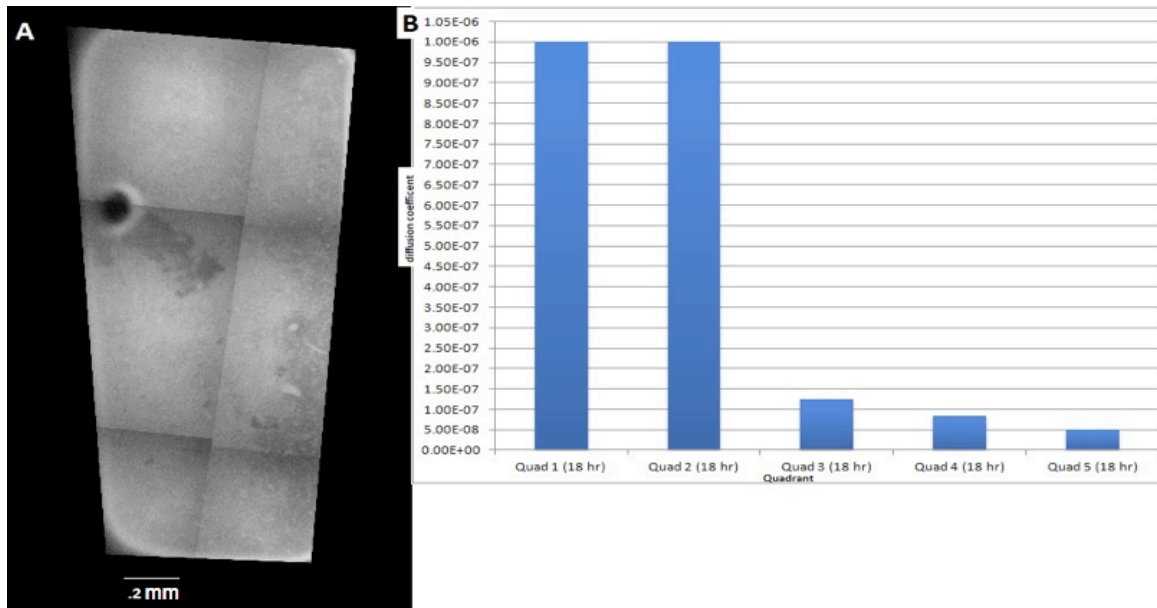 A
.2 mm
B
1.05E-06
1.00E-06
9.50E-07
9.00E-07
8.50E-07
8.00E-07
7.50E-07
7.00E-07
6.50E-07
6.00E-07
5.50E-07
5.00E-07
4.50E-07
4.00E-07
3.50E-07
3.00E-07
2.50E-07
2.00E-07
1.50E-07
1.00E-07
5.00E-08
0.00E+00
diffusion coefficent
Quad 1 (18 hr) Quad 2 (18 hr) Quad 3 (18 hr) Quad 4 (18 hr) Quad 5 (18 hr)
Quadrant